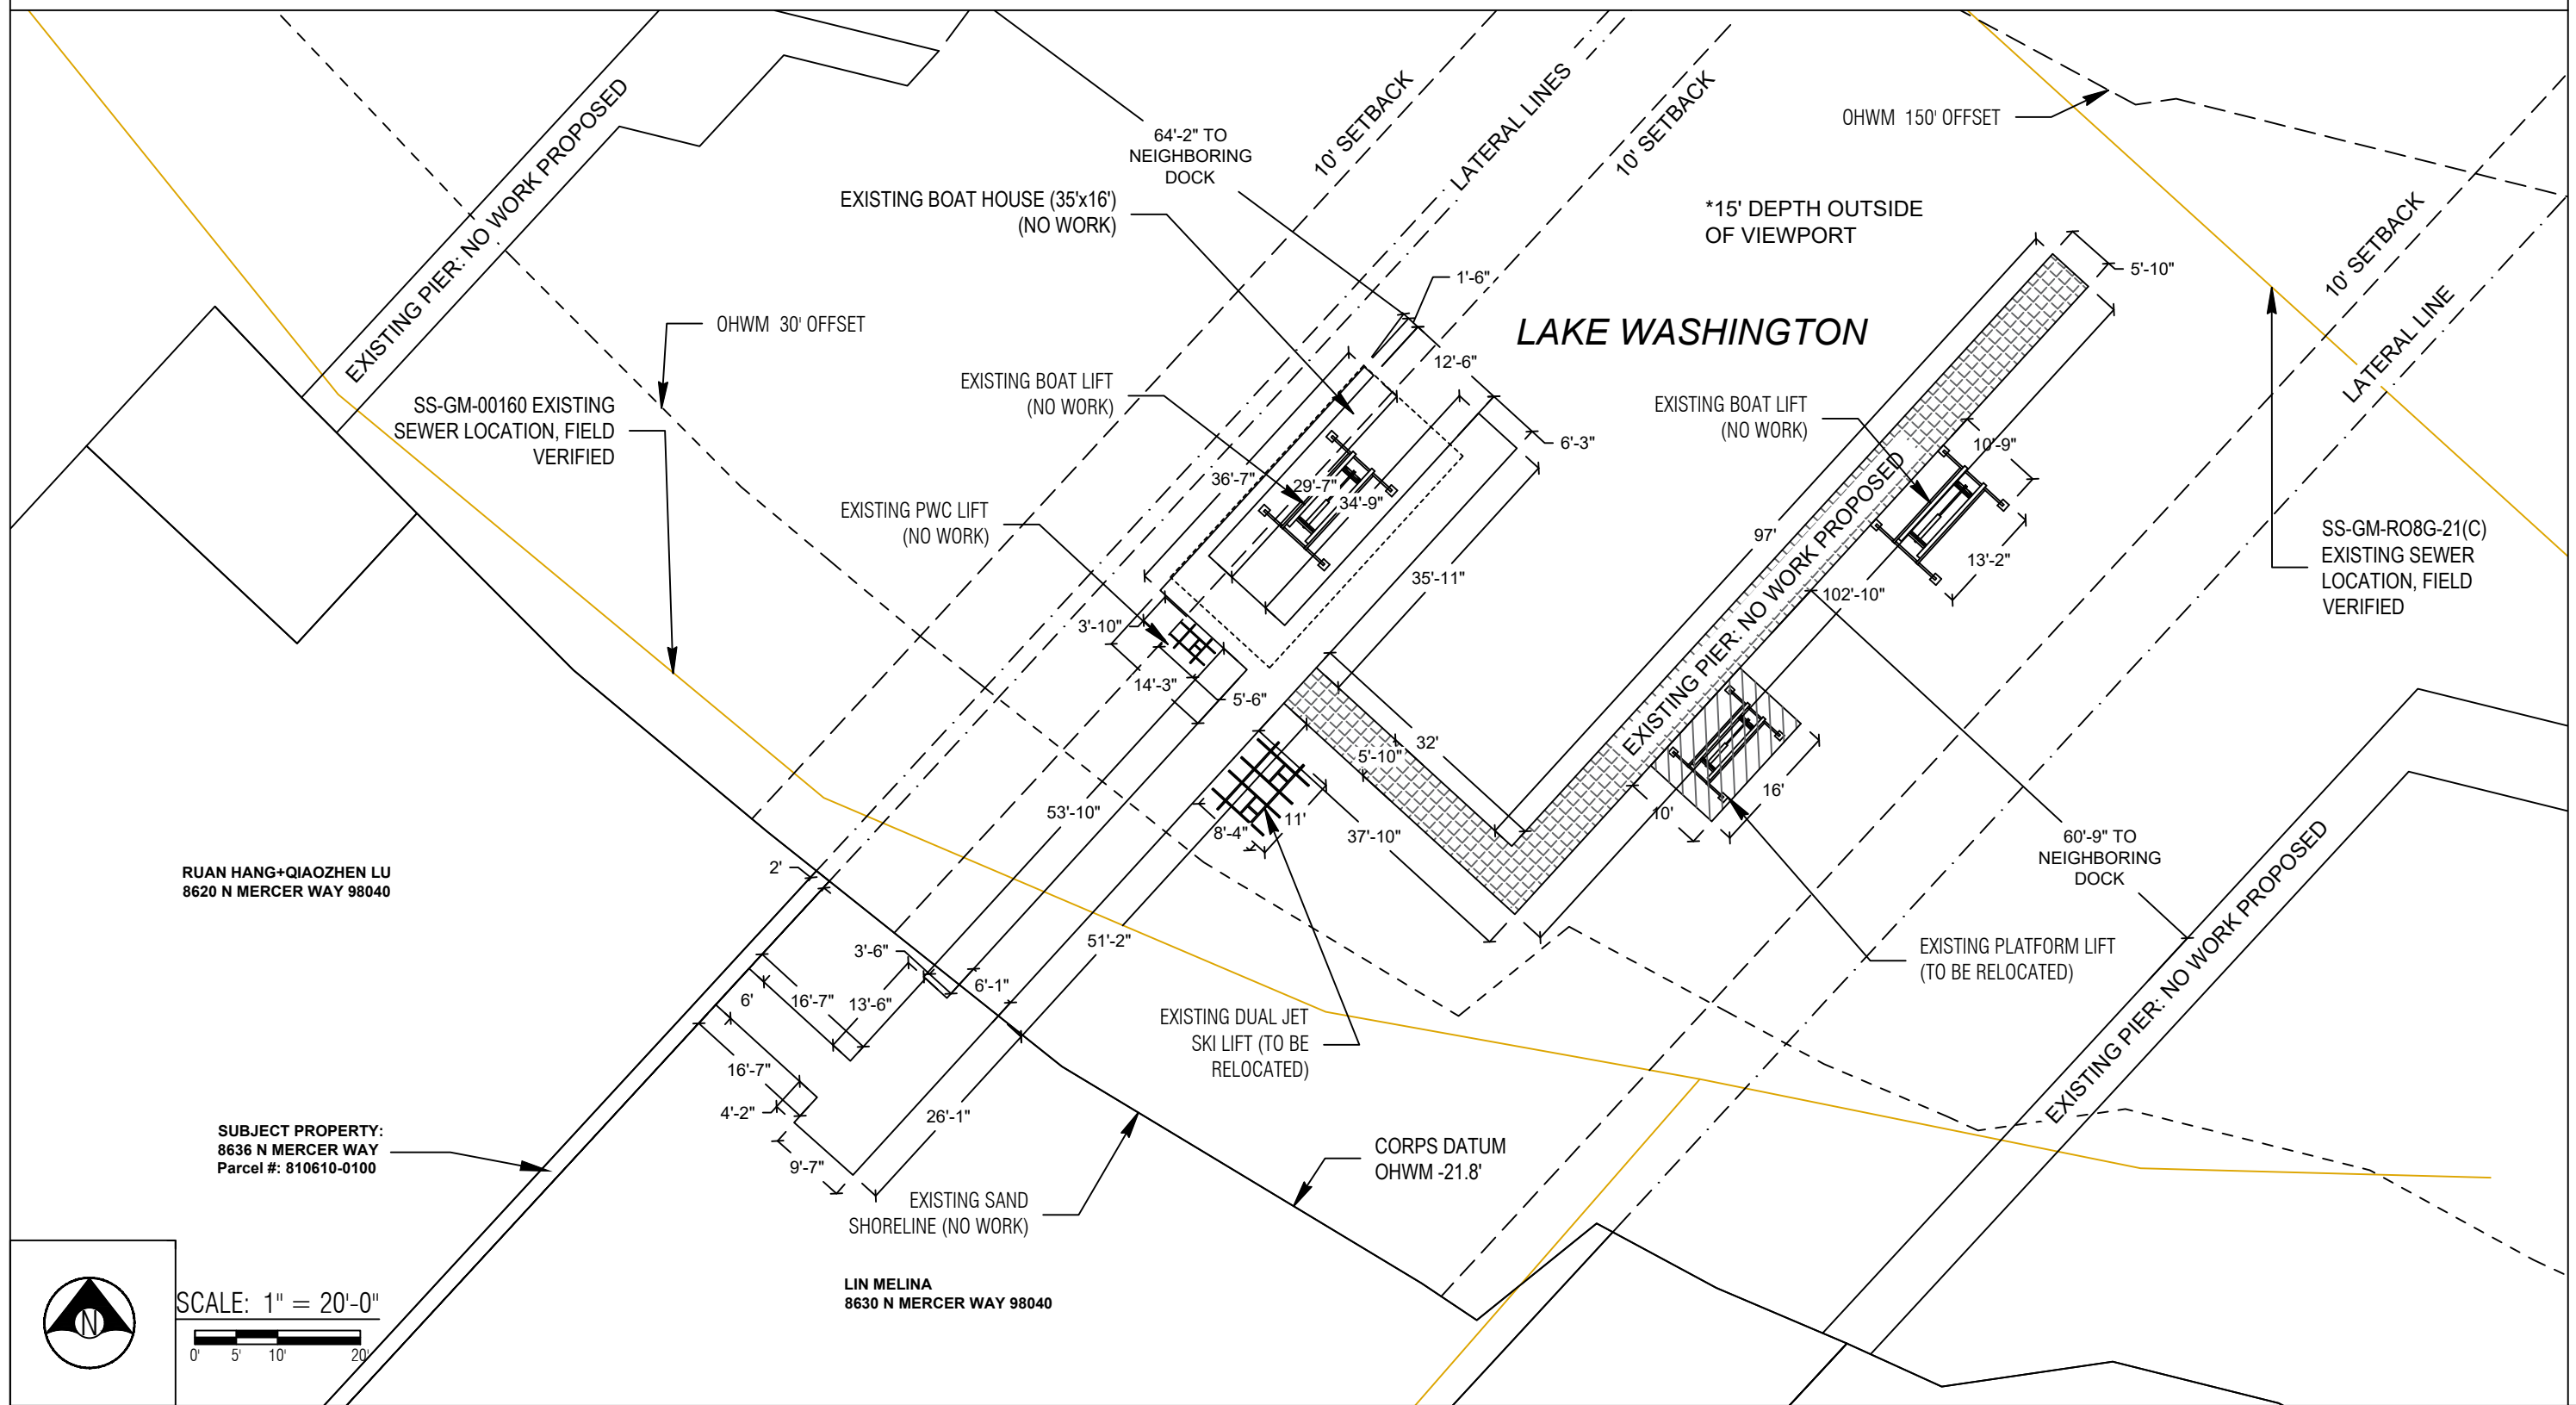 EXISTING PIER: NO WORK PROPOSED
64'-2" TO
NEIGHBORING
DOCK
10' SETBACK
LATERAL LINES
10' SETBACK
OHWM 150' OFFSET
EXISTING BOAT HOUSE (35'x16')
(NO WORK)
*15' DEPTH OUTSIDE
OF VIEWPORT
10' SETBACK
LATERAL LINE
5'-10"
1'-6"
LAKE WASHINGTON
OHWM 30' OFFSET
12'-6"
EXISTING BOAT LIFT
(NO WORK)
EXISTING BOAT LIFT
(NO WORK)
SS-GM-00160 EXISTING
SEWER LOCATION, FIELD
VERIFIED
6'-3"
10'-9"
36'-7"
29'-7"
34'-9"
EXISTING PWC LIFT
(NO WORK)
97'
EXISTING PIER: NO WORK PROPOSED
13'-2"
SS-GM-RO8G-21(C)
EXISTING SEWER
LOCATION, FIELD
VERIFIED
35'-11"
102'-10"
3'-10"
14'-3"
5'-6"
32'
5'-10"
16'
10'
53'-10"
8'-4"
11'
37'-10"
60'-9" TO
NEIGHBORING
DOCK
EXISTING PIER: NO WORK PROPOSED
RUAN HANG+QIAOZHEN LU
8620 N MERCER WAY 98040
2'
51'-2"
3'-6"
6'-1"
EXISTING PLATFORM LIFT
(TO BE RELOCATED)
6'
16'-7"
13'-6"
EXISTING DUAL JET
SKI LIFT (TO BE
RELOCATED)
16'-7"
4'-2"
26'-1"
9'-7"
SUBJECT PROPERTY:
8636 N MERCER WAY
Parcel #: 810610-0100
CORPS DATUM
OHWM -21.8'
EXISTING SAND
SHORELINE (NO WORK)
LIN MELINA
8630 N MERCER WAY 98040
N
SCALE: 1" = 20'-0"
0' 5' 10' 20'